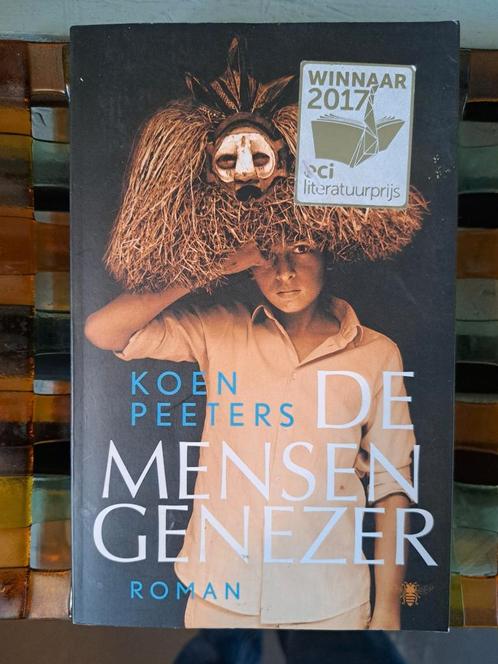 WINNAAR
2017
eci
literatuurprijs
KOEN
PEETERS
DE
MENSEN
GENEZER
ROMAN